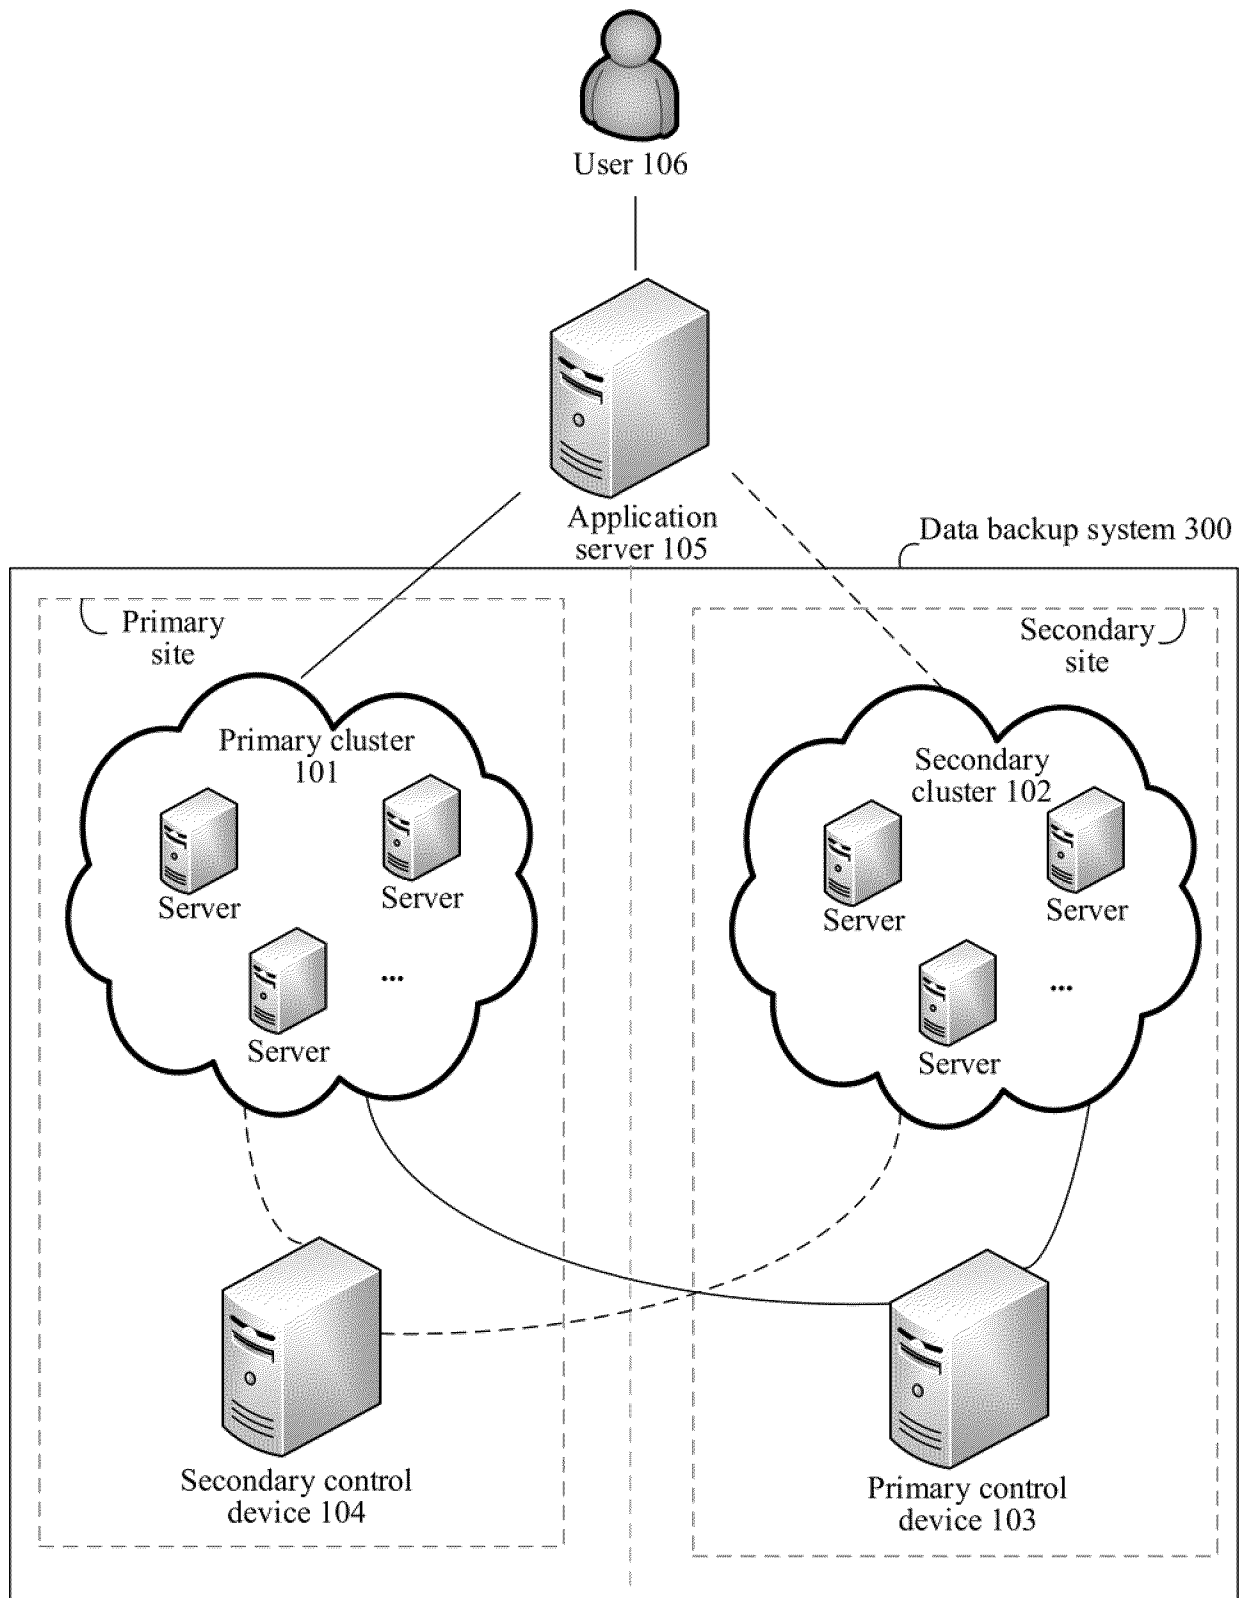 User 106
Application
server 105
Data backup system 300
Primary
site
Secondary
site
Primary cluster
101
Server
Server
Server
...
Secondary
cluster 102
Server
Server
Server
...
Secondary control
device 104
Primary control
device 103